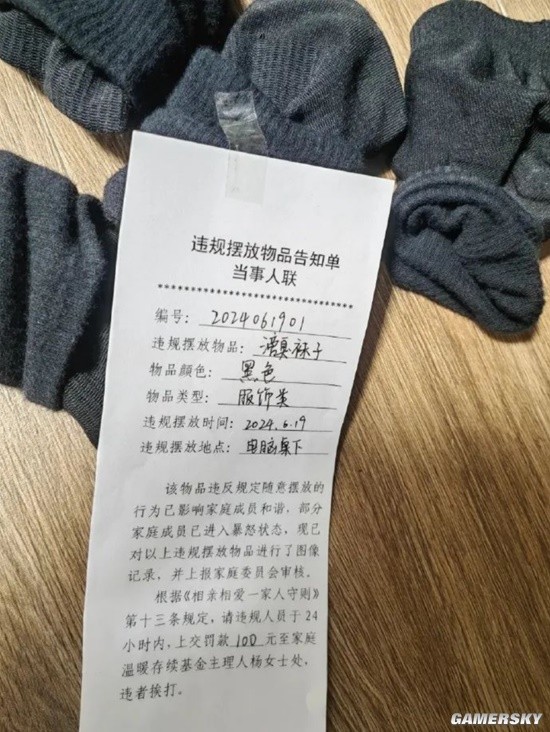 违规摆放物品告知单
当事人联
编号: 2024061901
违规摆放物品: 袜子
物品颜色: 黑色
物品类型: 服饰类
违规摆放时间: 2024.6.19
违规摆放地点: 电脑桌下
该物品违反规定随意摆放的
行为已影响家庭成员和谐,部分
家庭成员已进入暴怒状态,现已
对以上违规摆放物品进行了图像
记录,并上报家庭委员会审核。
根据《相亲相爱一家人守则》
第十三条规定,请违规人员于24
小时内,上交罚款 100 元至家庭
温暖存续基金主理人杨女士处,
违者挨打。
GAMERSKY